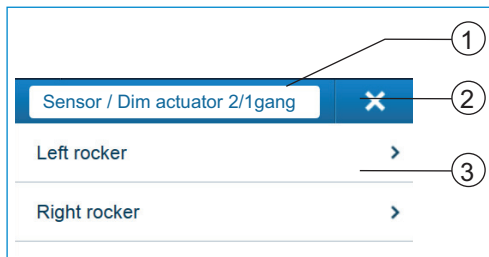 1
Sensor / Dim actuator 2/1gang
2
Left rocker
3
Right rocker